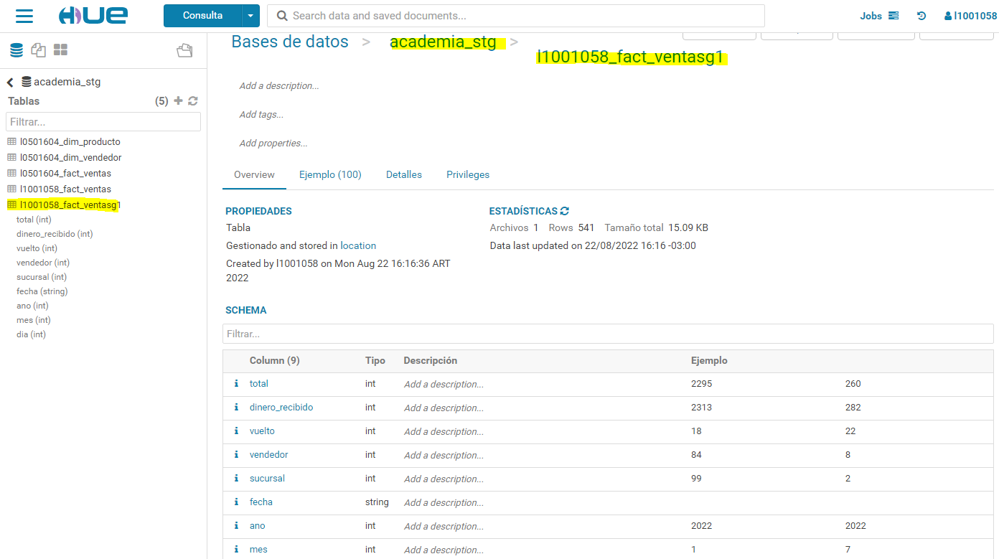 HUE
Consulta
Search data and saved documents...
Jobs
l1001058
academia_stg
Tablas (5)
Filtrar...
l0501604_dim_producto
l0501604_dim_vendedor
l0501604_fact_ventas
l1001058_fact_ventas
l1001058_fact_ventasg1
total (int)
dinero_recibido (int)
vuelto (int)
vendedor (int)
sucursal (int)
fecha (string)
ano (int)
mes (int)
dia (int)
Bases de datos > academia_stg >
l1001058_fact_ventasg1
Add a description...
Add tags...
Add properties...
Overview Ejemplo (100) Detalles Privileges
PROPIEDADES
Tabla
Gestionado and stored in location
Created by l1001058 on Mon Aug 22 16:16:36 ART
2022
ESTADÍSTICAS
Archivos 1 Rows 541 Tamaño total 15.09 KB
Data last updated on 22/08/2022 16:16 -03:00
SCHEMA
Filtrar...
Column (9) Tipo Descripción Ejemplo
i total int Add a description... 2295 260
i dinero_recibido int Add a description... 2313 282
i vuelto int Add a description... 18 22
i vendedor int Add a description... 84 8
i sucursal int Add a description... 99 2
i fecha string Add a description...
i ano int Add a description... 2022 2022
i mes int Add a description... 1 7